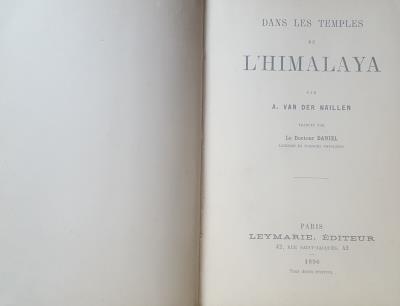 DANS LES TEMPLES
DE
L'HIMALAYA
PAR
A. VAN DER NAILLEN
TRADUIT PAR
Le Docteur DANIEL
PARIS
LEYMARIE, ÉDITEUR
42, RUE SAINT-JACQUES, 42
Tous droits réservés.